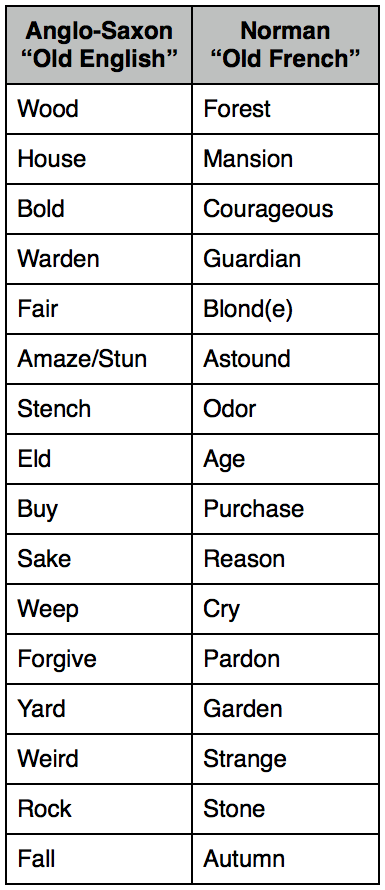 Anglo-Saxon Norman
“Old English” “Old French”
Wood Forest
House Mansion
Bold Courageous
Warden Guardian
Fair Blond(e)
Amaze/Stun Astound
Stench Odor
Eld Age
Buy Purchase
Sake Reason
Weep Cry
Forgive Pardon
Yard Garden
Weird Strange
Rock Stone
Fall Autumn